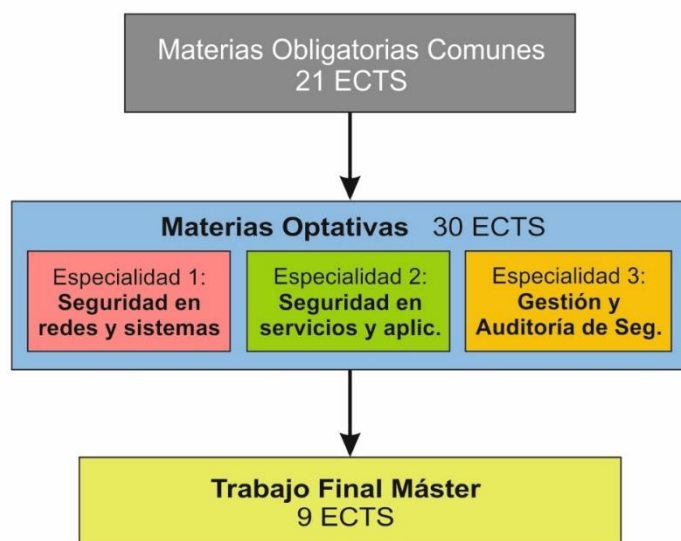 Materias Obligatorias Comunes
21 ECTS
Materias Optativas 30 ECTS
Especialidad 1:
Seguridad en
redes y sistemas
Especialidad 2:
Seguridad en
servicios y aplic.
Especialidad 3:
Gestión y
Auditoría de Seg.
Trabajo Final Máster
9 ECTS